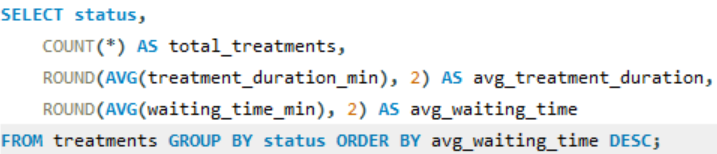 SELECT status,
    COUNT(*) AS total_treatments,
    ROUND(AVG(treatment_duration_min), 2) AS avg_treatment_duration,
    ROUND(AVG(waiting_time_min), 2) AS avg_waiting_time
FROM treatments GROUP BY status ORDER BY avg_waiting_time DESC;